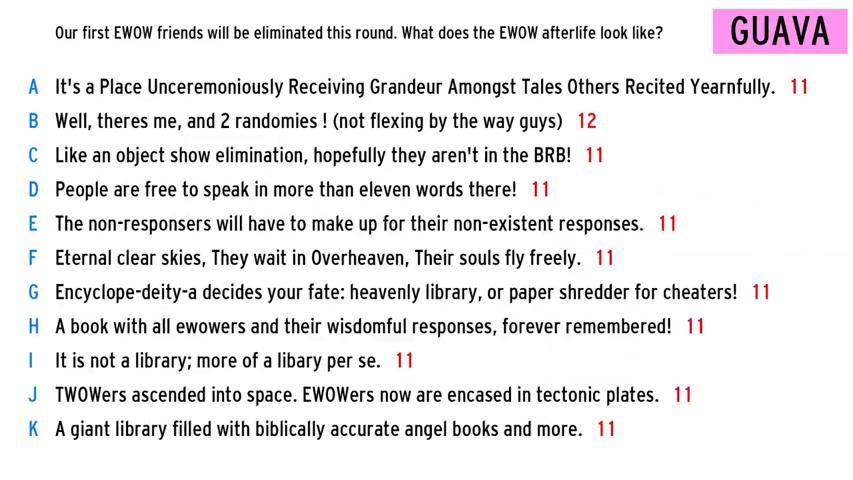 Our first EWOW friends will be eliminated this round. What does the EWOW afterlife look like?
GUAVA
A It's a Place Unceremoniously Receiving Grandeur Amongst Tales Others Recited Yearnfully. 11
B Well, theres me, and 2 randomies ! (not flexing by the way guys) 12
C Like an object show elimination, hopefully they aren't in the BRB! 11
D People are free to speak in more than eleven words there! 11
E The non-responsers will have to make up for their non-existent responses. 11
F Eternal clear skies, They wait in Overheaven, Their souls fly freely. 11
G Encyclope-deity-a decides your fate: heavenly library, or paper shredder for cheaters! 11
H A book with all ewowers and their wisdomful responses, forever remembered! 11
I It is not a library; more of a libary per se. 11
J TWOWers ascended into space. EWOWers now are encased in tectonic plates. 11
K A giant library filled with biblically accurate angel books and more. 11